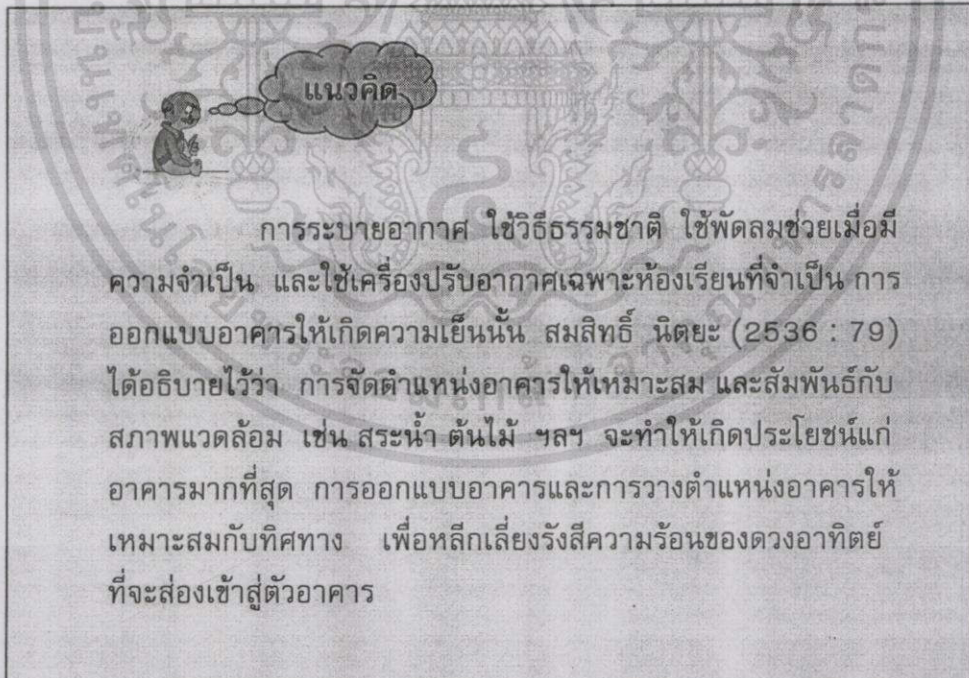 แนวคิด
การระบายอากาศ ใช้วิธีธรรมชาติ ใช้พัดลมช่วยเมื่อมี
ความจำเป็น และใช้เครื่องปรับอากาศเฉพาะห้องเรียนที่จำเป็น การ
ออกแบบอาคารให้เกิดความเย็นนั้น สมสิทธิ์ นิตยะ (2536 : 79)
ได้อธิบายไว้ว่า การจัดตำแหน่งอาคารให้เหมาะสม และสัมพันธ์กับ
สภาพแวดล้อม เช่น สระน้ำ ต้นไม้ ฯลฯ จะทำให้เกิดประโยชน์แก่
อาคารมากที่สุด การออกแบบอาคารและการวางตำแหน่งอาคารให้
เหมาะสมกับทิศทาง เพื่อหลีกเลี่ยงรังสีความร้อนของดวงอาทิตย์
ที่จะส่องเข้าสู่ตัวอาคาร